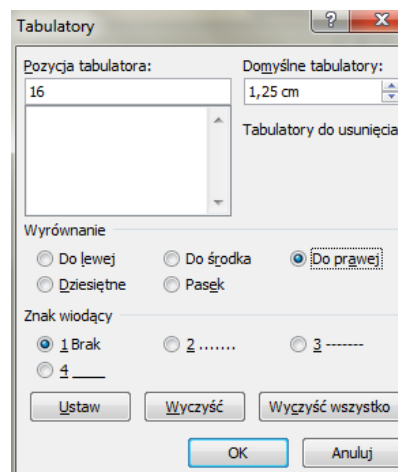 Tabulatory
Pozycja tabulatora: Domyślne tabulatory:
16 1,25 cm
Tabulatory do usunięcia
Wyrównanie
Do lewej Do środka Do prawej
Dziesiętne Pasek
Znak wiodący
1 Brak 2 ....... 3 -------
4 ____
Ustaw Wyczyść Wyczyść wszystko
OK Anuluj